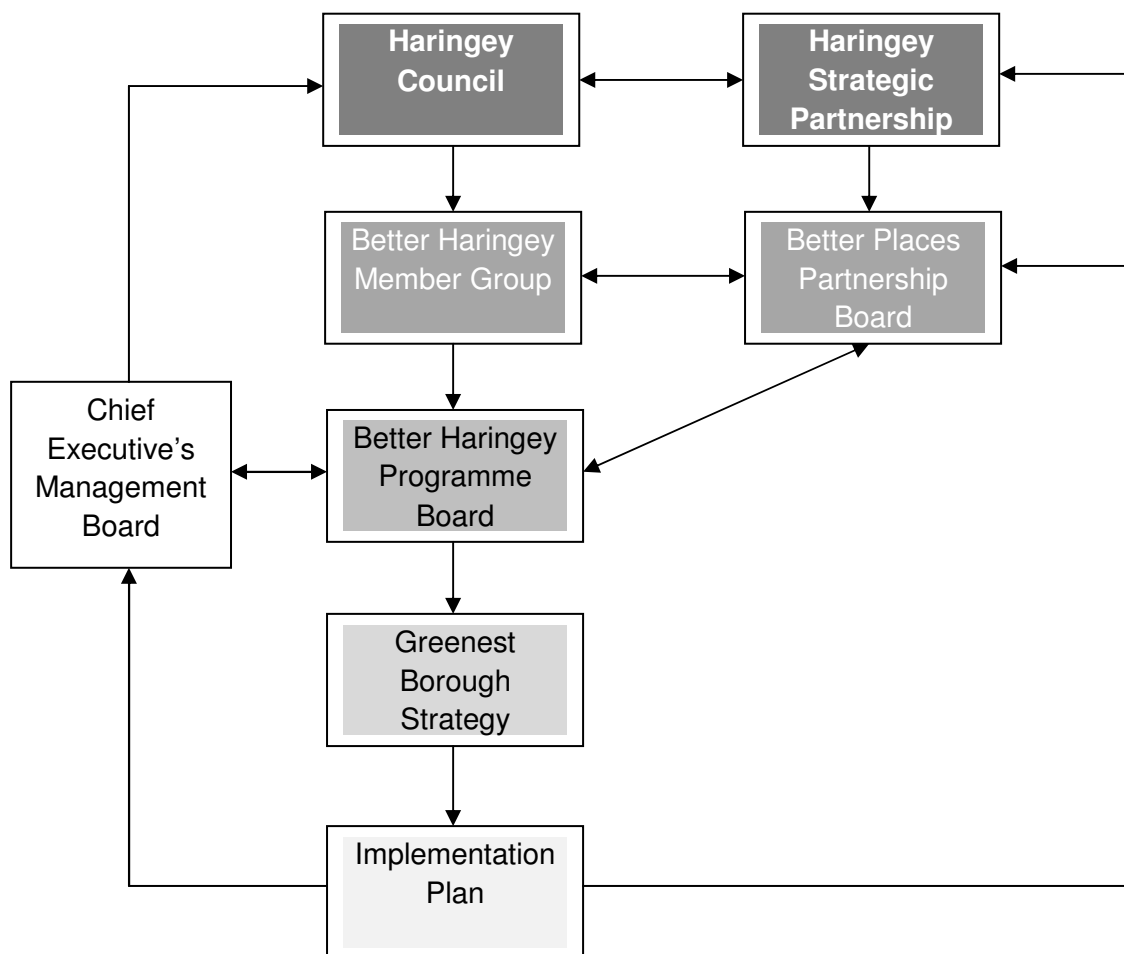 Haringey
Council
Haringey
Strategic
Partnership
Better Haringey
Member Group
Better Places
Partnership
Board
Chief
Executive’s
Management
Board
Better Haringey
Programme
Board
Greenest
Borough
Strategy
Implementation
Plan